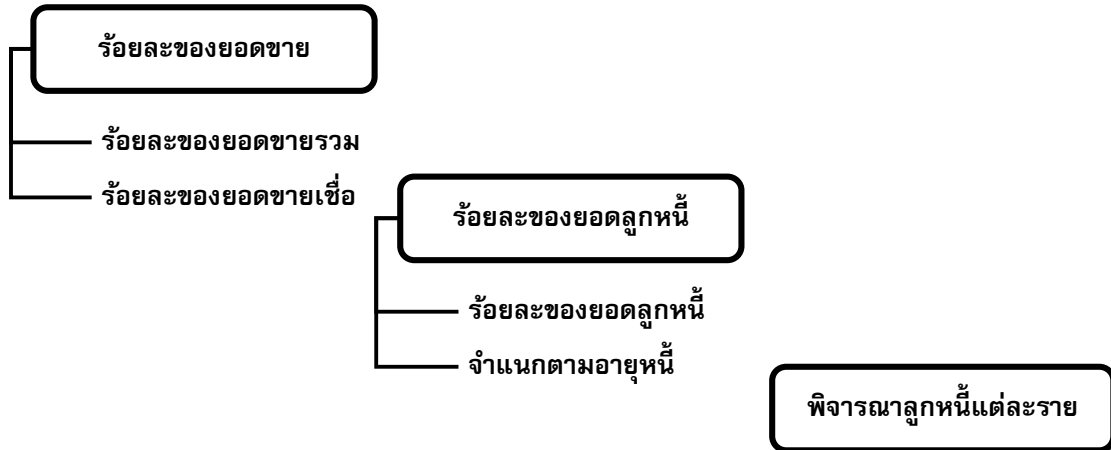 ร้อยละของยอดขาย
ร้อยละของยอดขายรวม
ร้อยละของยอดขายเชื่อ
ร้อยละของยอดลูกหนี้
ร้อยละของยอดลูกหนี้
จำแนกตามอายุหนี้
พิจารณาลูกหนี้แต่ละราย